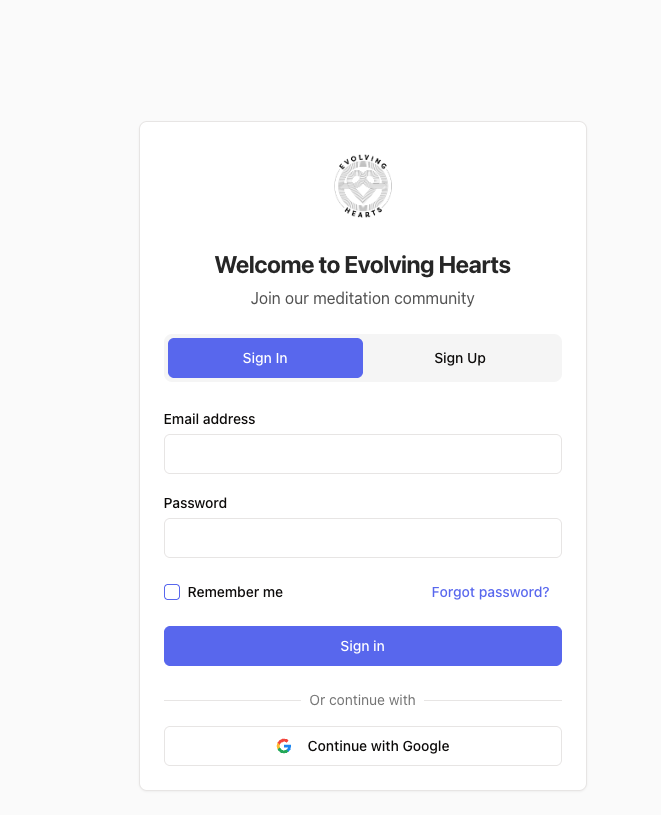 EVOLVING
HEARTS
Welcome to Evolving Hearts
Join our meditation community
Sign In
Sign Up
Email address
Password
Remember me
Forgot password?
Sign in
Or continue with
Continue with Google